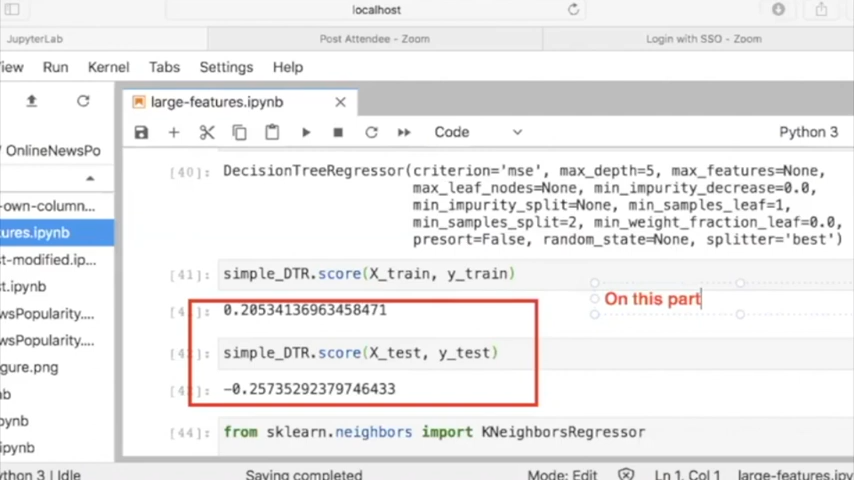 localhost
JupyterLab
Post Attendee - Zoom
Login with SSO - Zoom
iew Run Kernel Tabs Settings Help
large-features.ipynb
OnlineNewsPo
Code
Python 3
[40]:
DecisionTreeRegressor(criterion='mse', max_depth=5, max_features=None,
max_leaf_nodes=None, min_impurity_decrease=0.0,
min_impurity_split=None, min_samples_leaf=1,
min_samples_split=2, min_weight_fraction_leaf=0.0,
presort=False, random_state=None, splitter='best')
-own-column...
ures.ipynb
st-modified.ip...
st.ipynb
wsPopularity....
wsPopularity....
gure.png
nb
ynb
ipynb
[41]: simple_DTR.score(X_train, y_train)
On this part
0.20534136963458471
simple_DTR.score(X_test, y_test)
-0.25735292379746433
[44]: from sklearn.neighbors import KNeighborsRegressor
ython 3 | Idle
Saving completed
Mode: Edit
Ln 1, Col 1
large-features.ipy